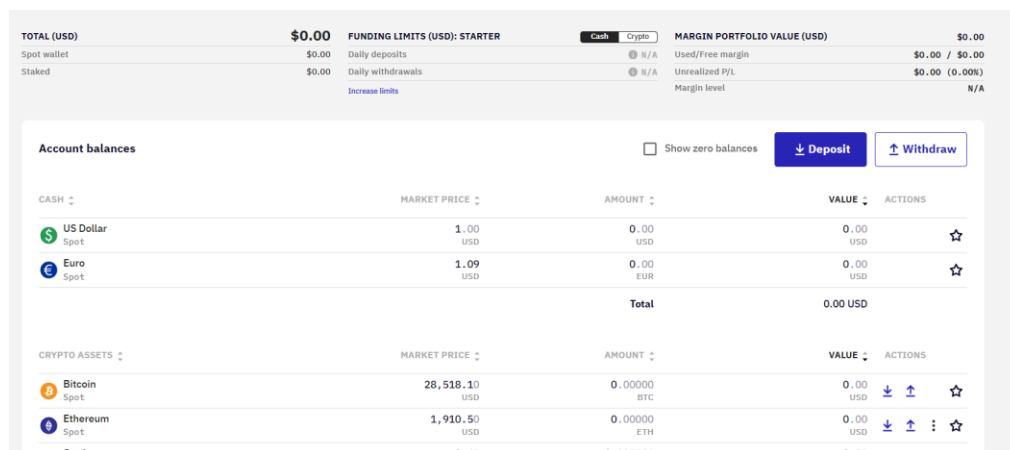 TOTAL (USD) $0.00
Spot wallet $0.00
Staked $0.00
FUNDING LIMITS (USD): STARTER Cash Crypto
Daily deposits N/A
Daily withdrawals N/A
Increase limits
MARGIN PORTFOLIO VALUE (USD) $0.00
Used/Free margin $0.00 / $0.00
Unrealized P/L $0.00 (0.00%)
Margin level N/A
Account balances Show zero balances Deposit Withdraw
CASH MARKET PRICE AMOUNT VALUE ACTIONS
US Dollar 1.00 0.00 0.00
Spot USD USD USD
Euro 1.09 0.00 0.00
Spot USD EUR USD
Total 0.00 USD
CRYPTO ASSETS MARKET PRICE AMOUNT VALUE ACTIONS
Bitcoin 28,518.10 0.00000 0.00
Spot USD BTC USD
Ethereum 1,910.50 0.00000 0.00
Spot USD ETH USD